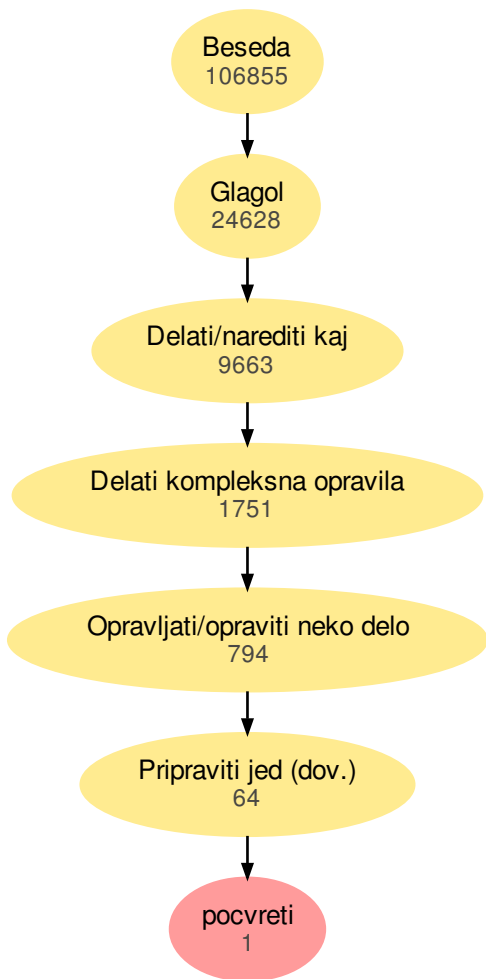 Beseda
106855
Glagol
24628
Delati/narediti kaj
9663
Delati kompleksna opravila
1751
Opravljati/opraviti neko delo
794
Pripraviti jed (dov.)
64
pocvreti
1